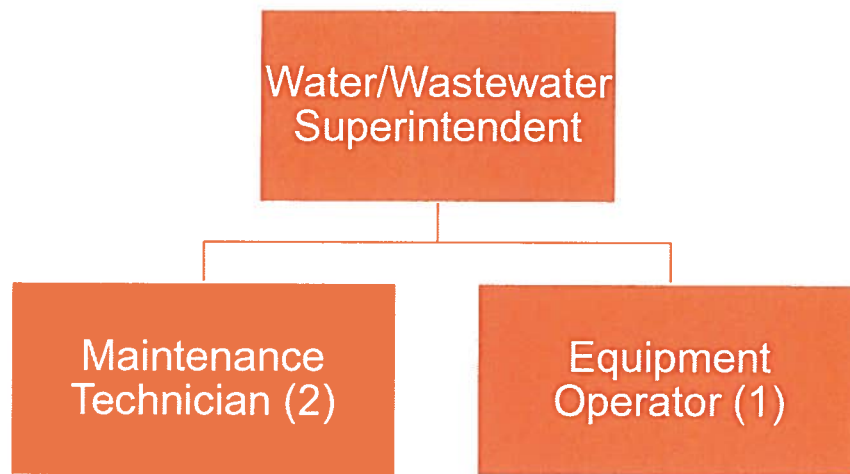 Water/Wastewater
Superintendent
Maintenance
Technician (2)
Equipment
Operator (1)